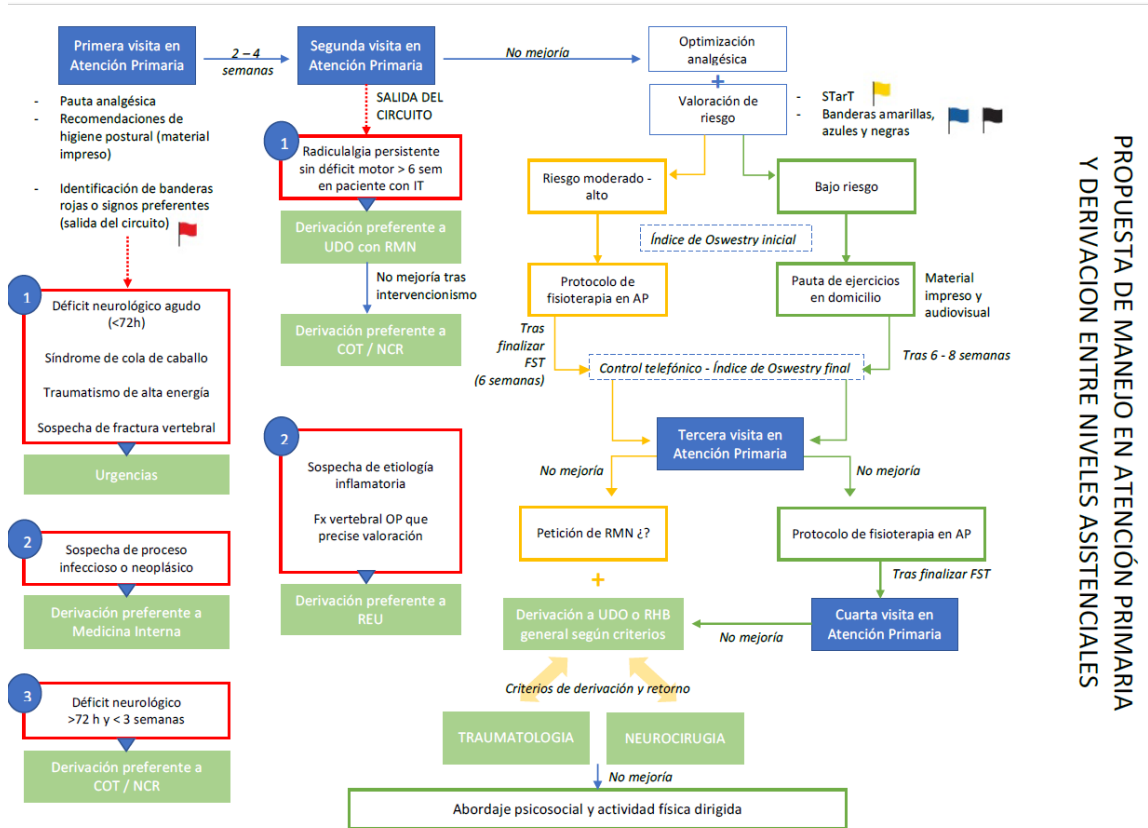 Primera visita en
Atención Primaria
2 – 4
semanas
Segunda visita en
Atención Primaria
No mejoría
Optimización
analgésica
+
Valoración de
riesgo
- STarT
- Banderas amarillas,
azules y negras
- Pauta analgésica
- Recomendaciones de
higiene postural (material
impreso)
- Identificación de banderas
rojas o signos preferentes
(salida del circuito)
1
Déficit neurológico agudo
(<72h)
Síndrome de cola de caballo
Traumatismo de alta energía
Sospecha de fractura vertebral
Urgencias
2
Sospecha de proceso
infeccioso o neoplásico
Derivación preferente a
Medicina Interna
3
Déficit neurológico
>72 h y < 3 semanas
Derivación preferente a
COT / NCR
SALIDA DEL
CIRCUITO
1
Radiculalgia persistente
sin déficit motor > 6 sem
en paciente con IT
Derivación preferente a
UDO con RMN
No mejoría tras
intervencionismo
Derivación preferente a
COT / NCR
2
Sospecha de etiología
inflamatoria
Fx vertebral OP que
precise valoración
Derivación preferente a
REU
Riesgo moderado -
alto
Bajo riesgo
Índice de Oswestry inicial
Protocolo de
fisioterapia en AP
Pauta de ejercicios
en domicilio
Material
impreso y
audiovisual
Tras
finalizar
FST
(6 semanas)
Tras 6 - 8 semanas
Control telefónico - Índice de Oswestry final
Tercera visita en
Atención Primaria
No mejoría
No mejoría
Petición de RMN ¿?
Protocolo de fisioterapia en AP
+
Tras finalizar FST
Derivación a UDO o RHB
general según criterios
No mejoría
Cuarta visita en
Atención Primaria
Criterios de derivación y retorno
TRAUMATOLOGIA
NEUROCIRUGIA
No mejoría
Abordaje psicosocial y actividad física dirigida
PROPUESTA DE MANEJO EN ATENCIÓN PRIMARIA
Y DERIVACION ENTRE NIVELES ASISTENCIALES